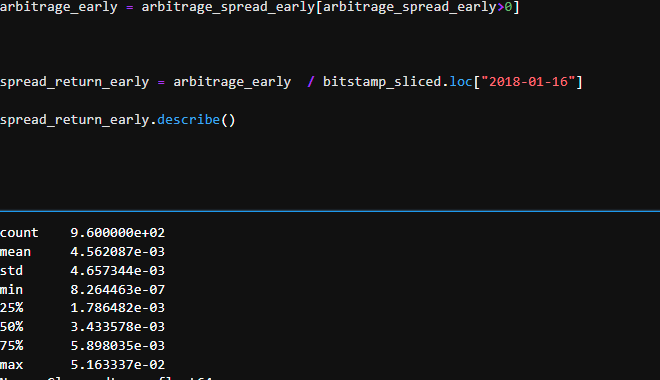 arbitrage_early = arbitrage_spread_early[arbitrage_spread_early>0]
spread_return_early = arbitrage_early  / bitstamp_sliced.loc["2018-01-16"]
spread_return_early.describe()
count    9.600000e+02
mean     4.562087e-03
std      4.657344e-03
min      8.264463e-07
25%      1.786482e-03
50%      3.433578e-03
75%      5.898035e-03
max      5.163337e-02